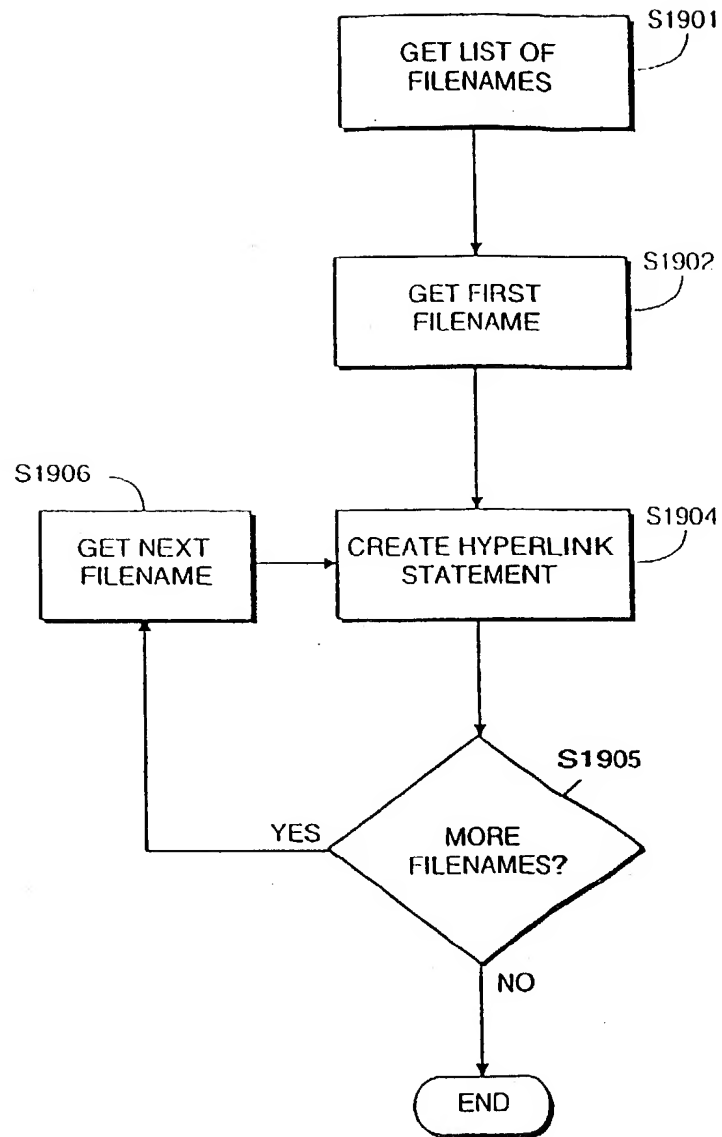 S1901
GET LIST OF
FILENAMES
S1902
GET FIRST
FILENAME
S1906
GET NEXT
FILENAME
S1904
CREATE HYPERLINK
STATEMENT
S1905
MORE
FILENAMES?
YES
NO
END